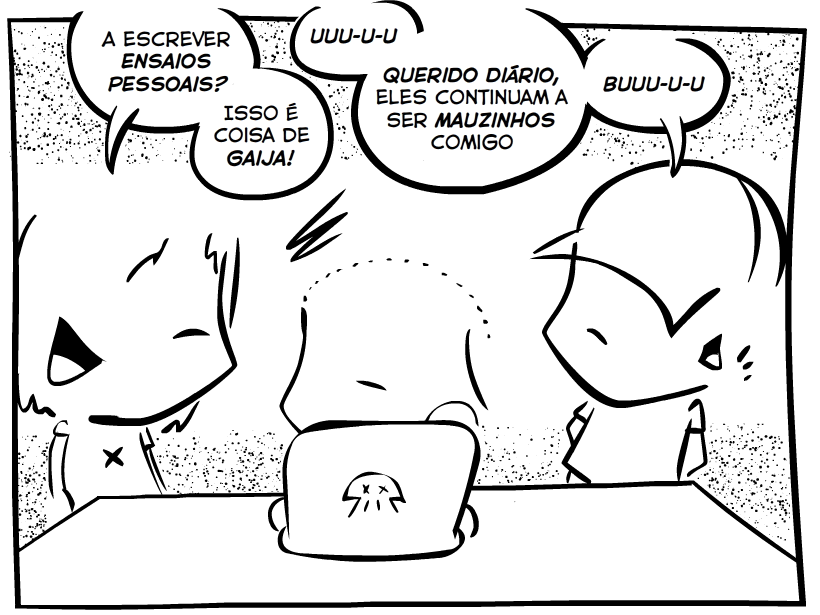 A ESCREVER
ENSAIOS
PESSOAIS?
ISSO É
COISA DE
GAIJA!
UUU-U-U
QUERIDO DIÁRIO,
ELES CONTINUAM A
SER MAUZINHOS
COMIGO
BUUU-U-U